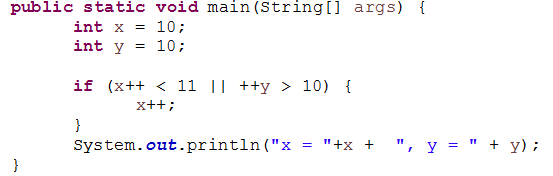 public static void main(String[] args) {
int x = 10;
int y = 10;
if (x++ < 11 || ++y > 10) {
x++;
}
System.out.println("x = "+x +  ", y = " + y);
}